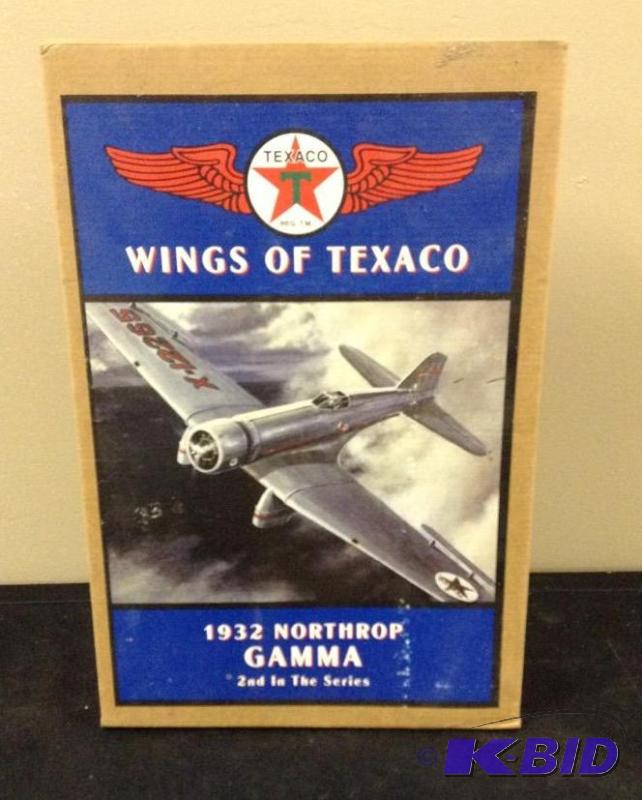 TEXACO
T
REG. T.M.
WINGS OF TEXACO
X-12265
1932 NORTHROP
GAMMA
2nd In The Series
© K-BID